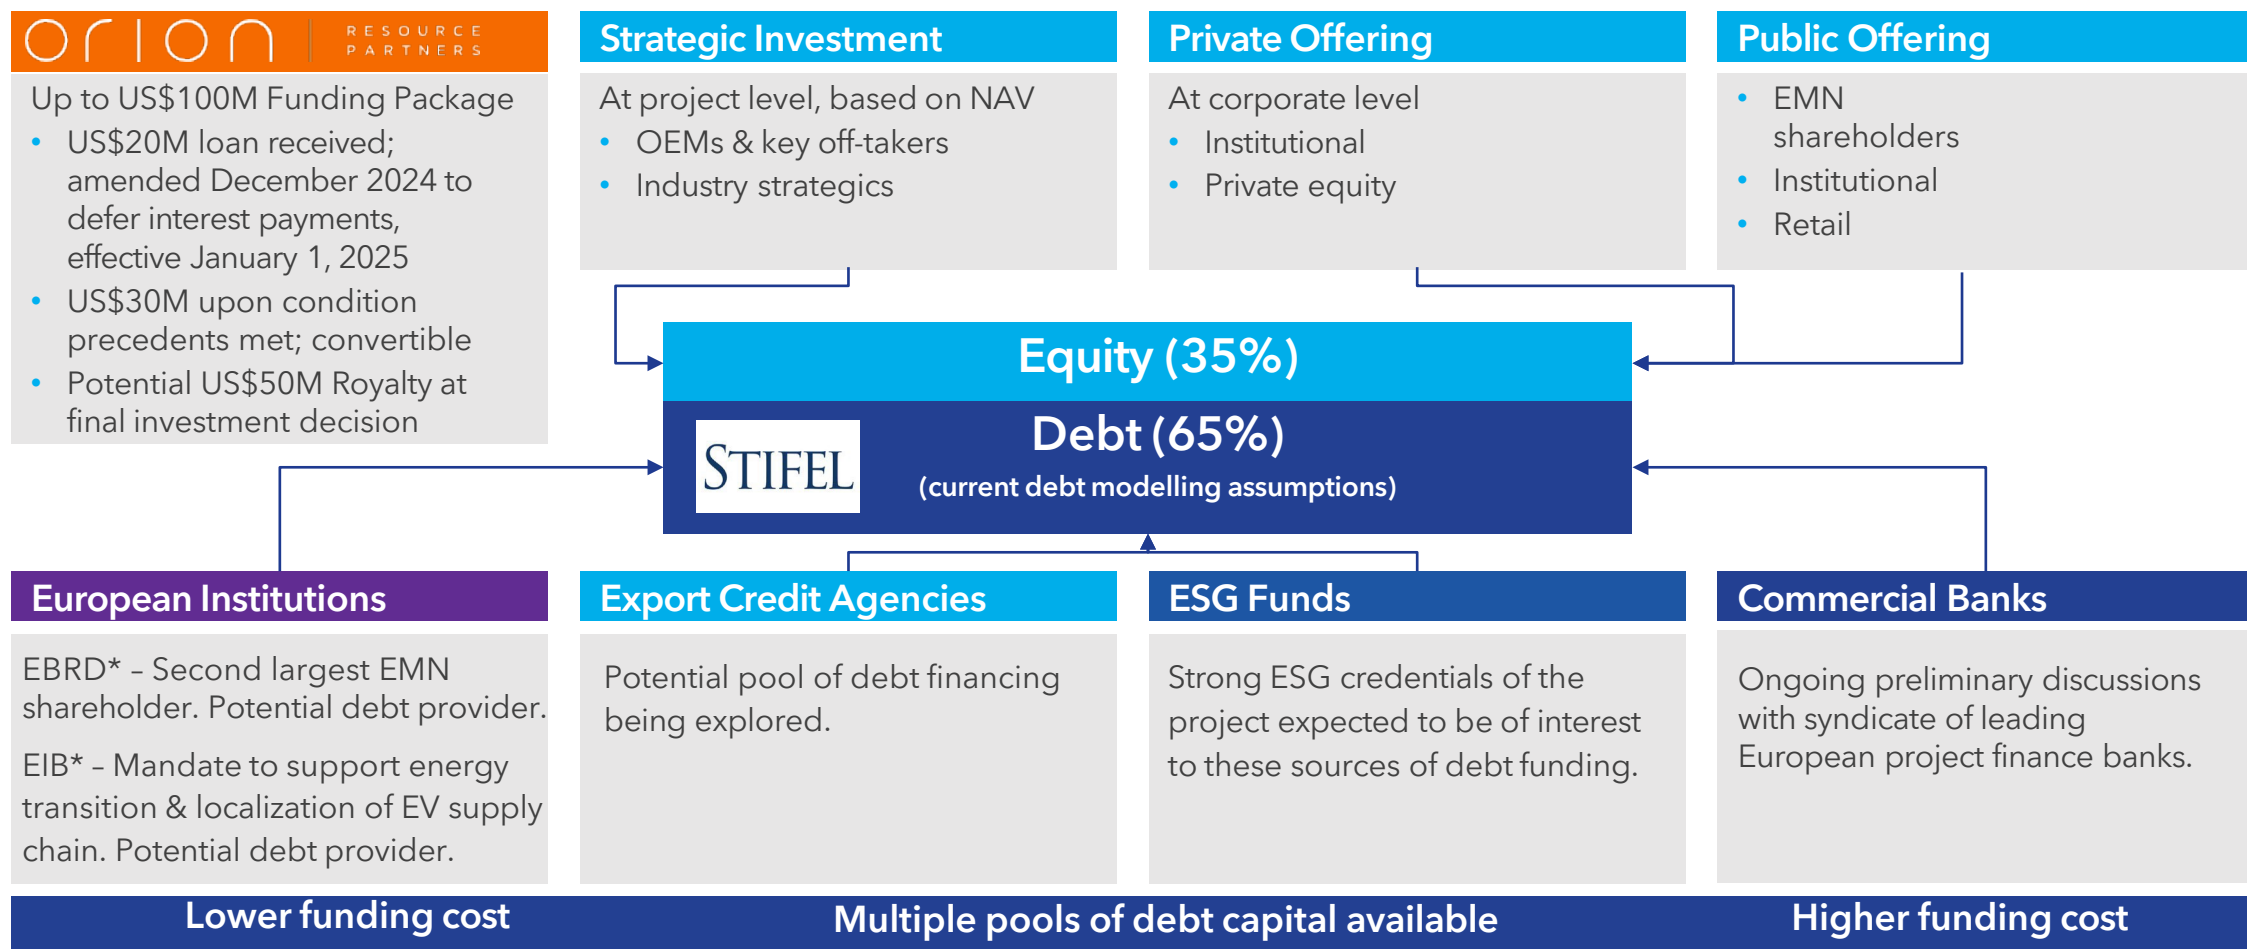 orion RESOURCE
PARTNERS
Up to US$100M Funding Package
• US$20M loan received;
amended December 2024 to
defer interest payments,
effective January 1, 2025
• US$30M upon condition
precedents met; convertible
• Potential US$50M Royalty at
final investment decision
Strategic Investment
At project level, based on NAV
• OEMs & key off-takers
• Industry strategics
Private Offering
At corporate level
• Institutional
• Private equity
Public Offering
• EMN
shareholders
• Institutional
• Retail
Equity (35%)
STIFEL
Debt (65%)
(current debt modelling assumptions)
European Institutions
EBRD* – Second largest EMN
shareholder. Potential debt provider.
EIB* – Mandate to support energy
transition & localization of EV supply
chain. Potential debt provider.
Export Credit Agencies
Potential pool of debt financing
being explored.
ESG Funds
Strong ESG credentials of the
project expected to be of interest
to these sources of debt funding.
Commercial Banks
Ongoing preliminary discussions
with syndicate of leading
European project finance banks.
Lower funding cost
Multiple pools of debt capital available
Higher funding cost